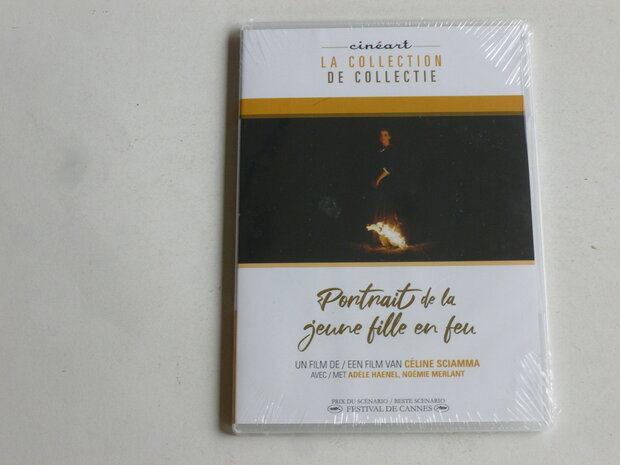 cinéart
LA COLLECTION
DE COLLECTIE
Portrait de la
jeune fille en feu
UN FILM DE / EEN FILM VAN CÉLINE SCIAMMA
AVEC / MET ADÈLE HAENEL, NOÉMIE MERLANT
PRIX DU SCÉNARIO / BESTE SCENARIO
FESTIVAL DE CANNES